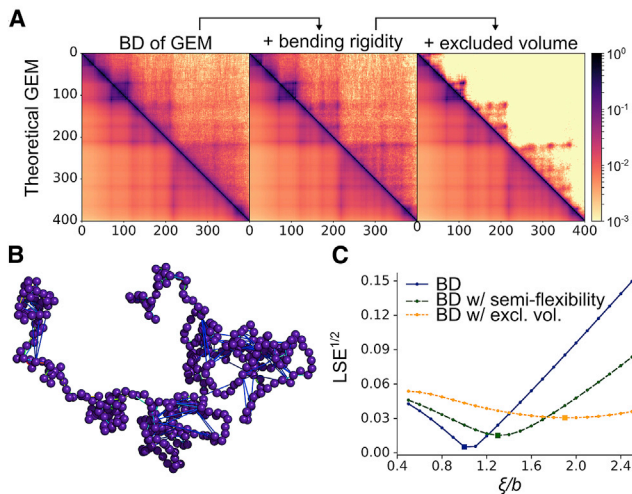 A
BD of GEM
+ bending rigidity
+ excluded volume
Theoretical GEM
0
100
200
300
400
0 100 200 300
0 100 200 300
0 100 200 300 400
10⁰
10⁻¹
10⁻²
10⁻³
B
C
LSE^1/2
0.15
0.12
0.09
0.06
0.03
0.00
BD
BD w/ semi-flexibility
BD w/ excl. vol.
0.4 0.8 1.2 1.6 2.0 2.4
ξ/b